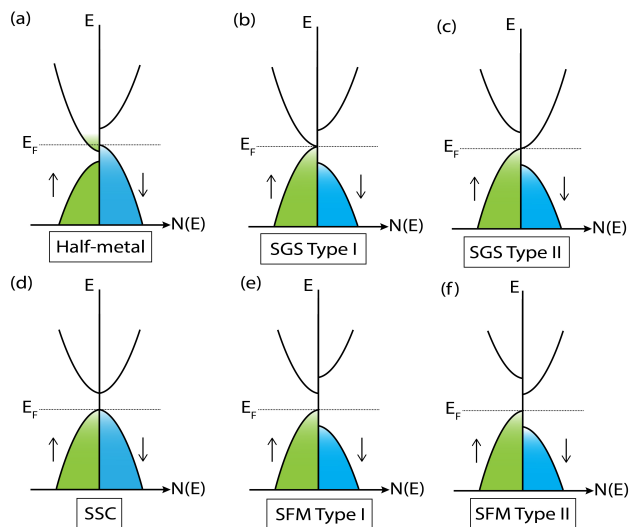 (a)
E
E_F
↑
↓
N(E)
Half-metal
(b)
E
E_F
↑
↓
N(E)
SGS Type I
(c)
E
E_F
↑
↓
N(E)
SGS Type II
(d)
E
E_F
↑
↓
N(E)
SSC
(e)
E
E_F
↑
↓
N(E)
SFM Type I
(f)
E
E_F
↑
↓
N(E)
SFM Type II